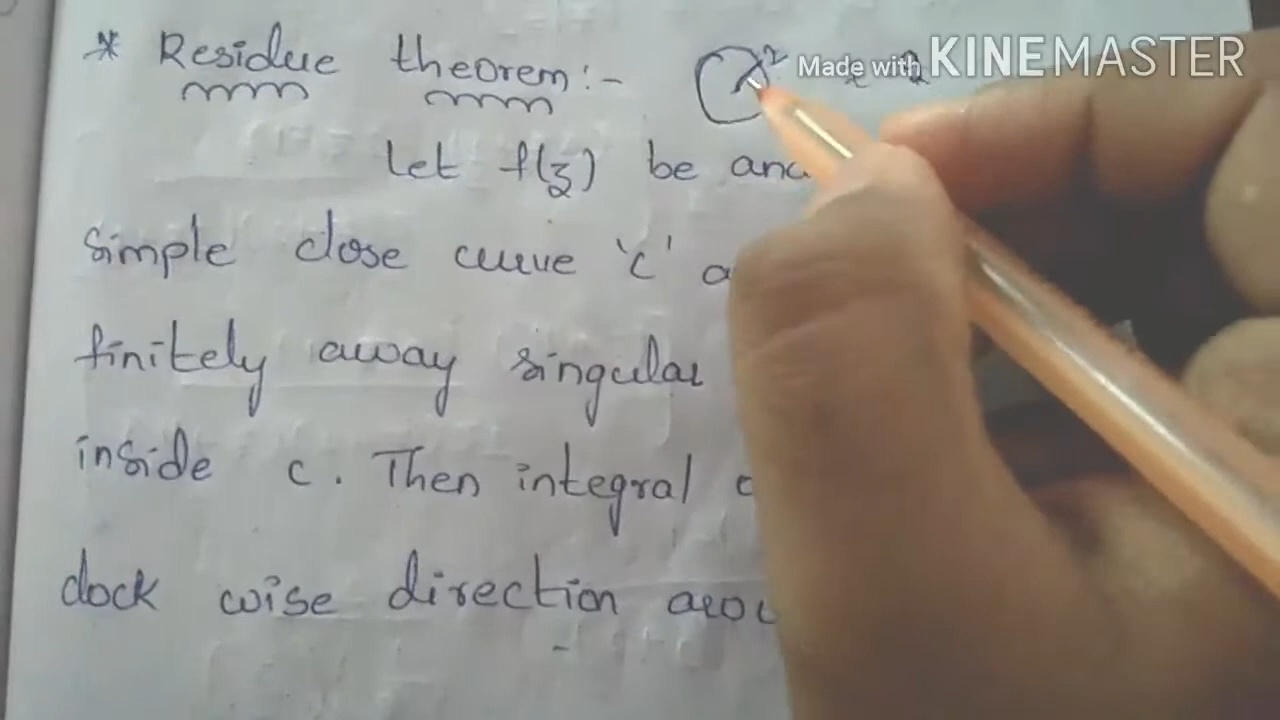 * Residue theorem:- 2 Made with KINEMASTER
let f(z) be ana
simple close curve 'c' a
finitely away singular
inside c. Then integral
clock wise direction arou